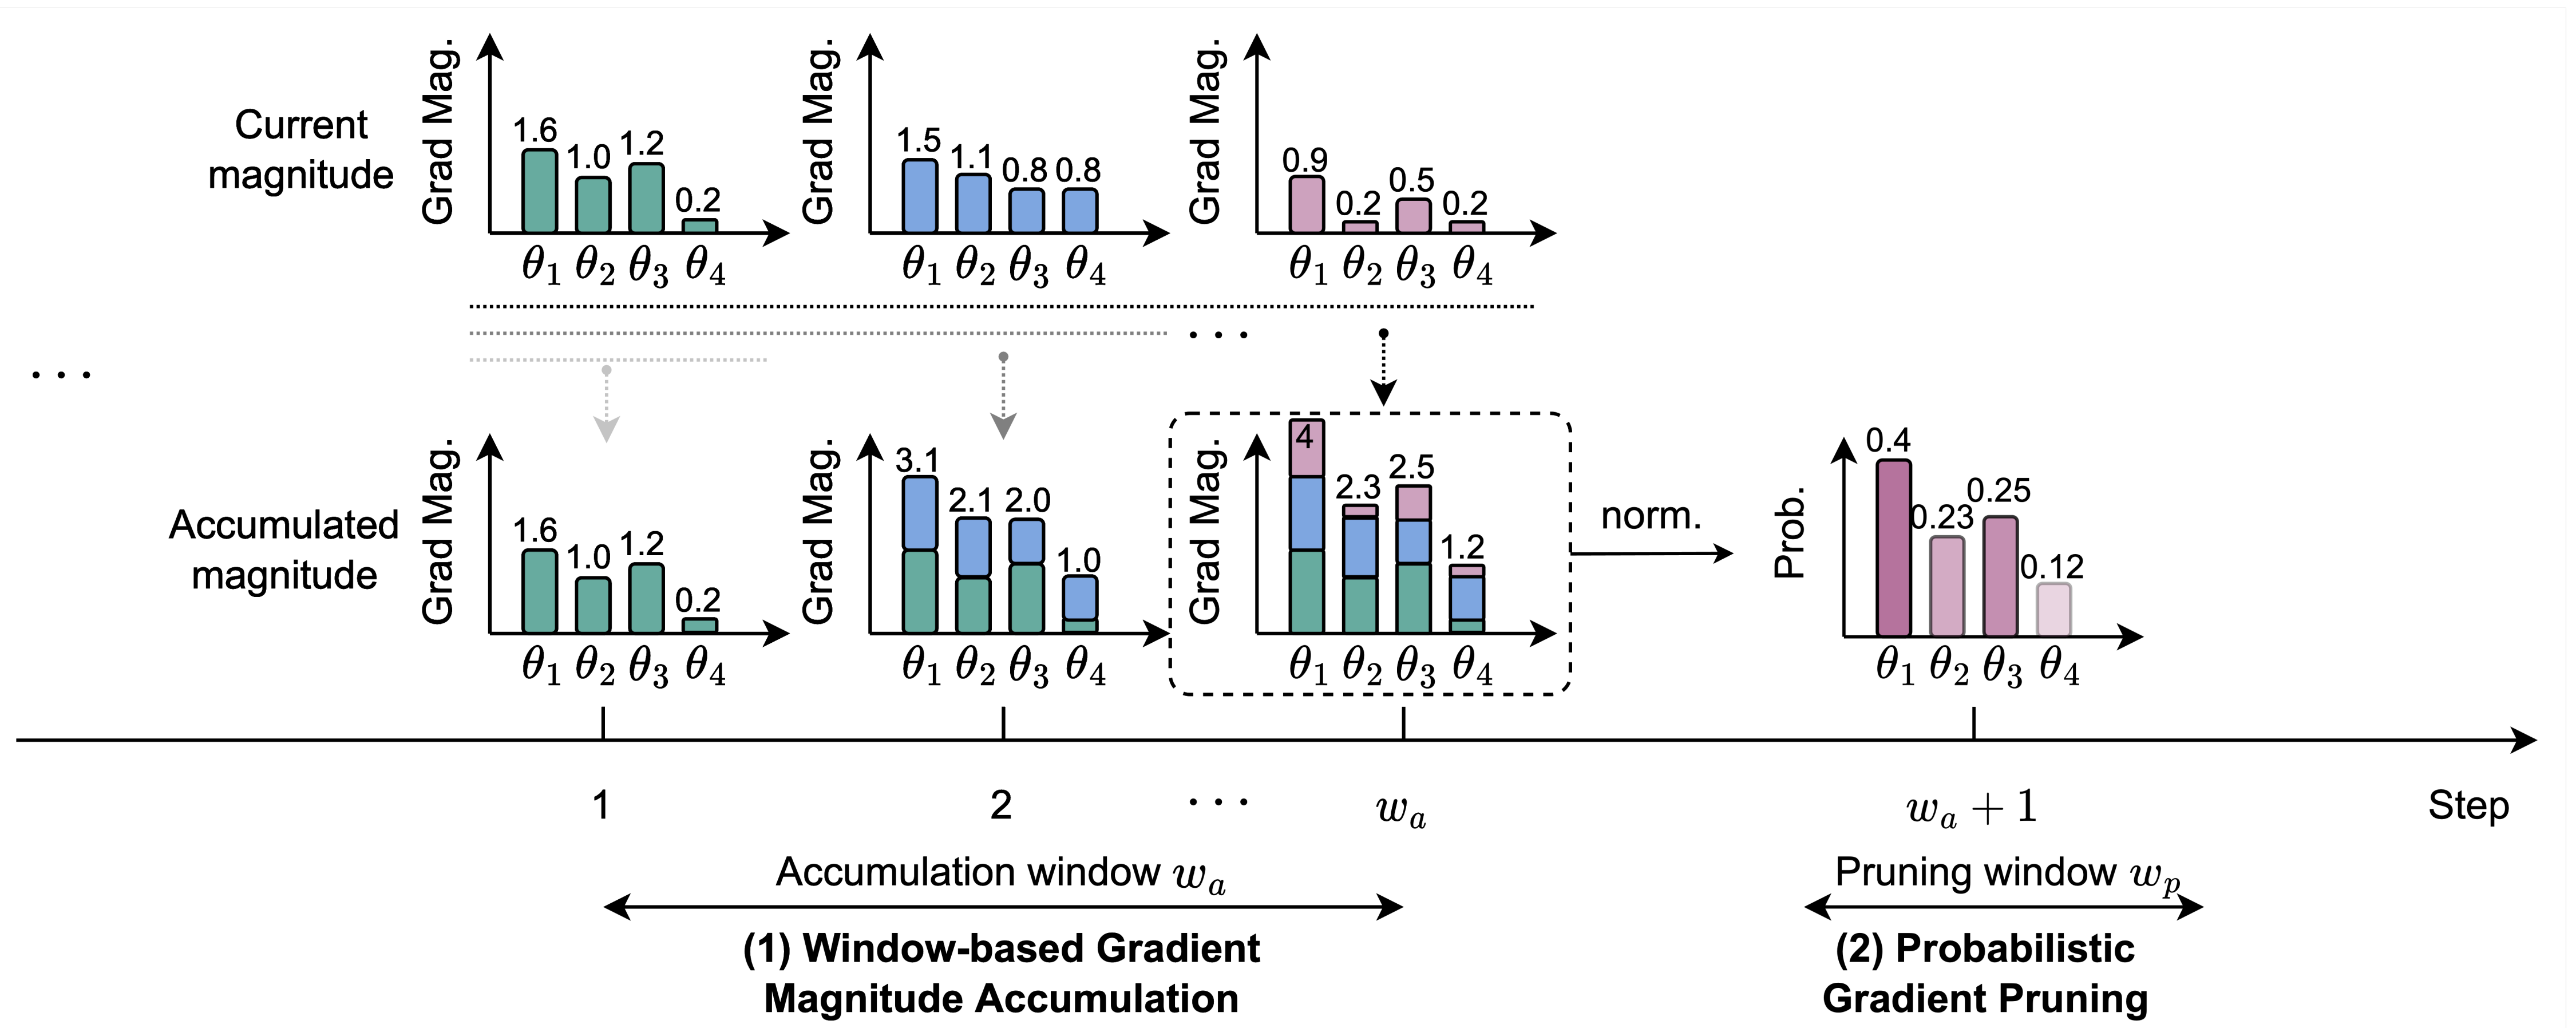 Current
magnitude
Grad Mag.
1.6 1.0 1.2 0.2
θ1 θ2 θ3 θ4
Grad Mag.
1.5 1.1 0.8 0.8
θ1 θ2 θ3 θ4
Grad Mag.
0.9 0.2 0.5 0.2
θ1 θ2 θ3 θ4
...
...
Accumulated
magnitude
Grad Mag.
1.6 1.0 1.2 0.2
θ1 θ2 θ3 θ4
Grad Mag.
3.1 2.1 2.0 1.0
θ1 θ2 θ3 θ4
Grad Mag.
4 2.3 2.5 1.2
θ1 θ2 θ3 θ4
norm.
Prob.
0.4 0.23 0.25 0.12
θ1 θ2 θ3 θ4
1 2 ... wa wa + 1 Step
Accumulation window wa
(1) Window-based Gradient
Magnitude Accumulation
Pruning window wp
(2) Probabilistic
Gradient Pruning